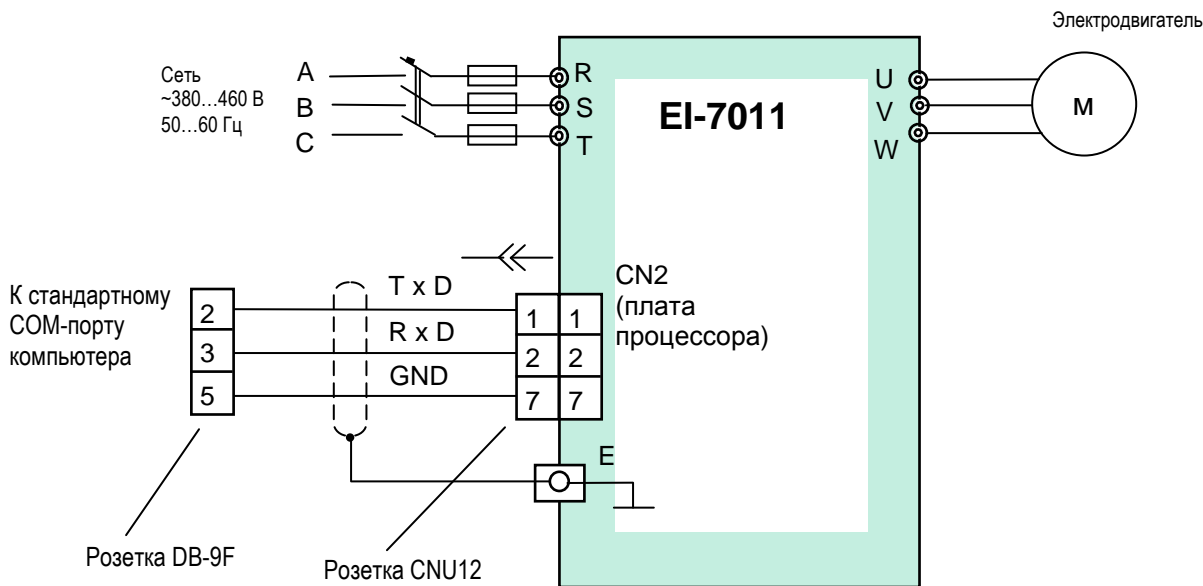 Электродвигатель
Сеть
~380...460 В
50...60 Гц
A
B
C
R
S
T
EI-7011
U
V
W
M
К стандартному
COM-порту
компьютера
2
3
5
T x D
R x D
GND
1 1
2 2
7 7
CN2
(плата
процессора)
E
Розетка DB-9F
Розетка CNU12